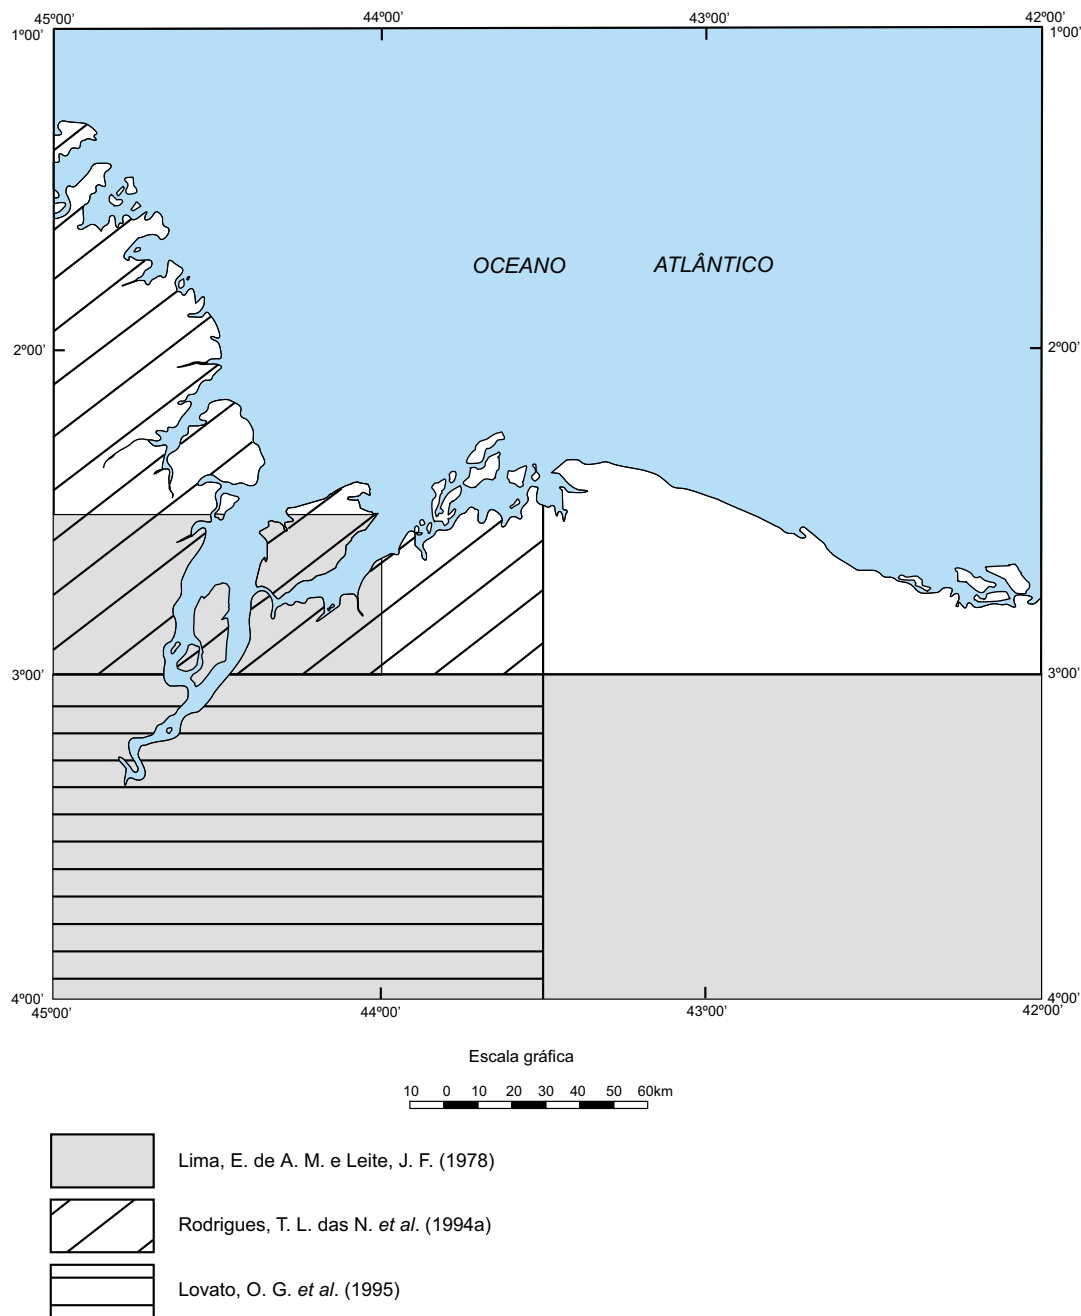 45º00’ 44º00’ 43º00’ 42º00’
1º00’ 1º00’
OCEANO ATLÂNTICO
2º00’ 2º00’
3º00’ 3º00’
4º00’ 4º00’
45º00’ 44º00’ 43º00’ 42º00’
Escala gráfica
10 0 10 20 30 40 50 60km
Lima, E. de A. M. e Leite, J. F. (1978)
Rodrigues, T. L. das N. et al. (1994a)
Lovato, O. G. et al. (1995)